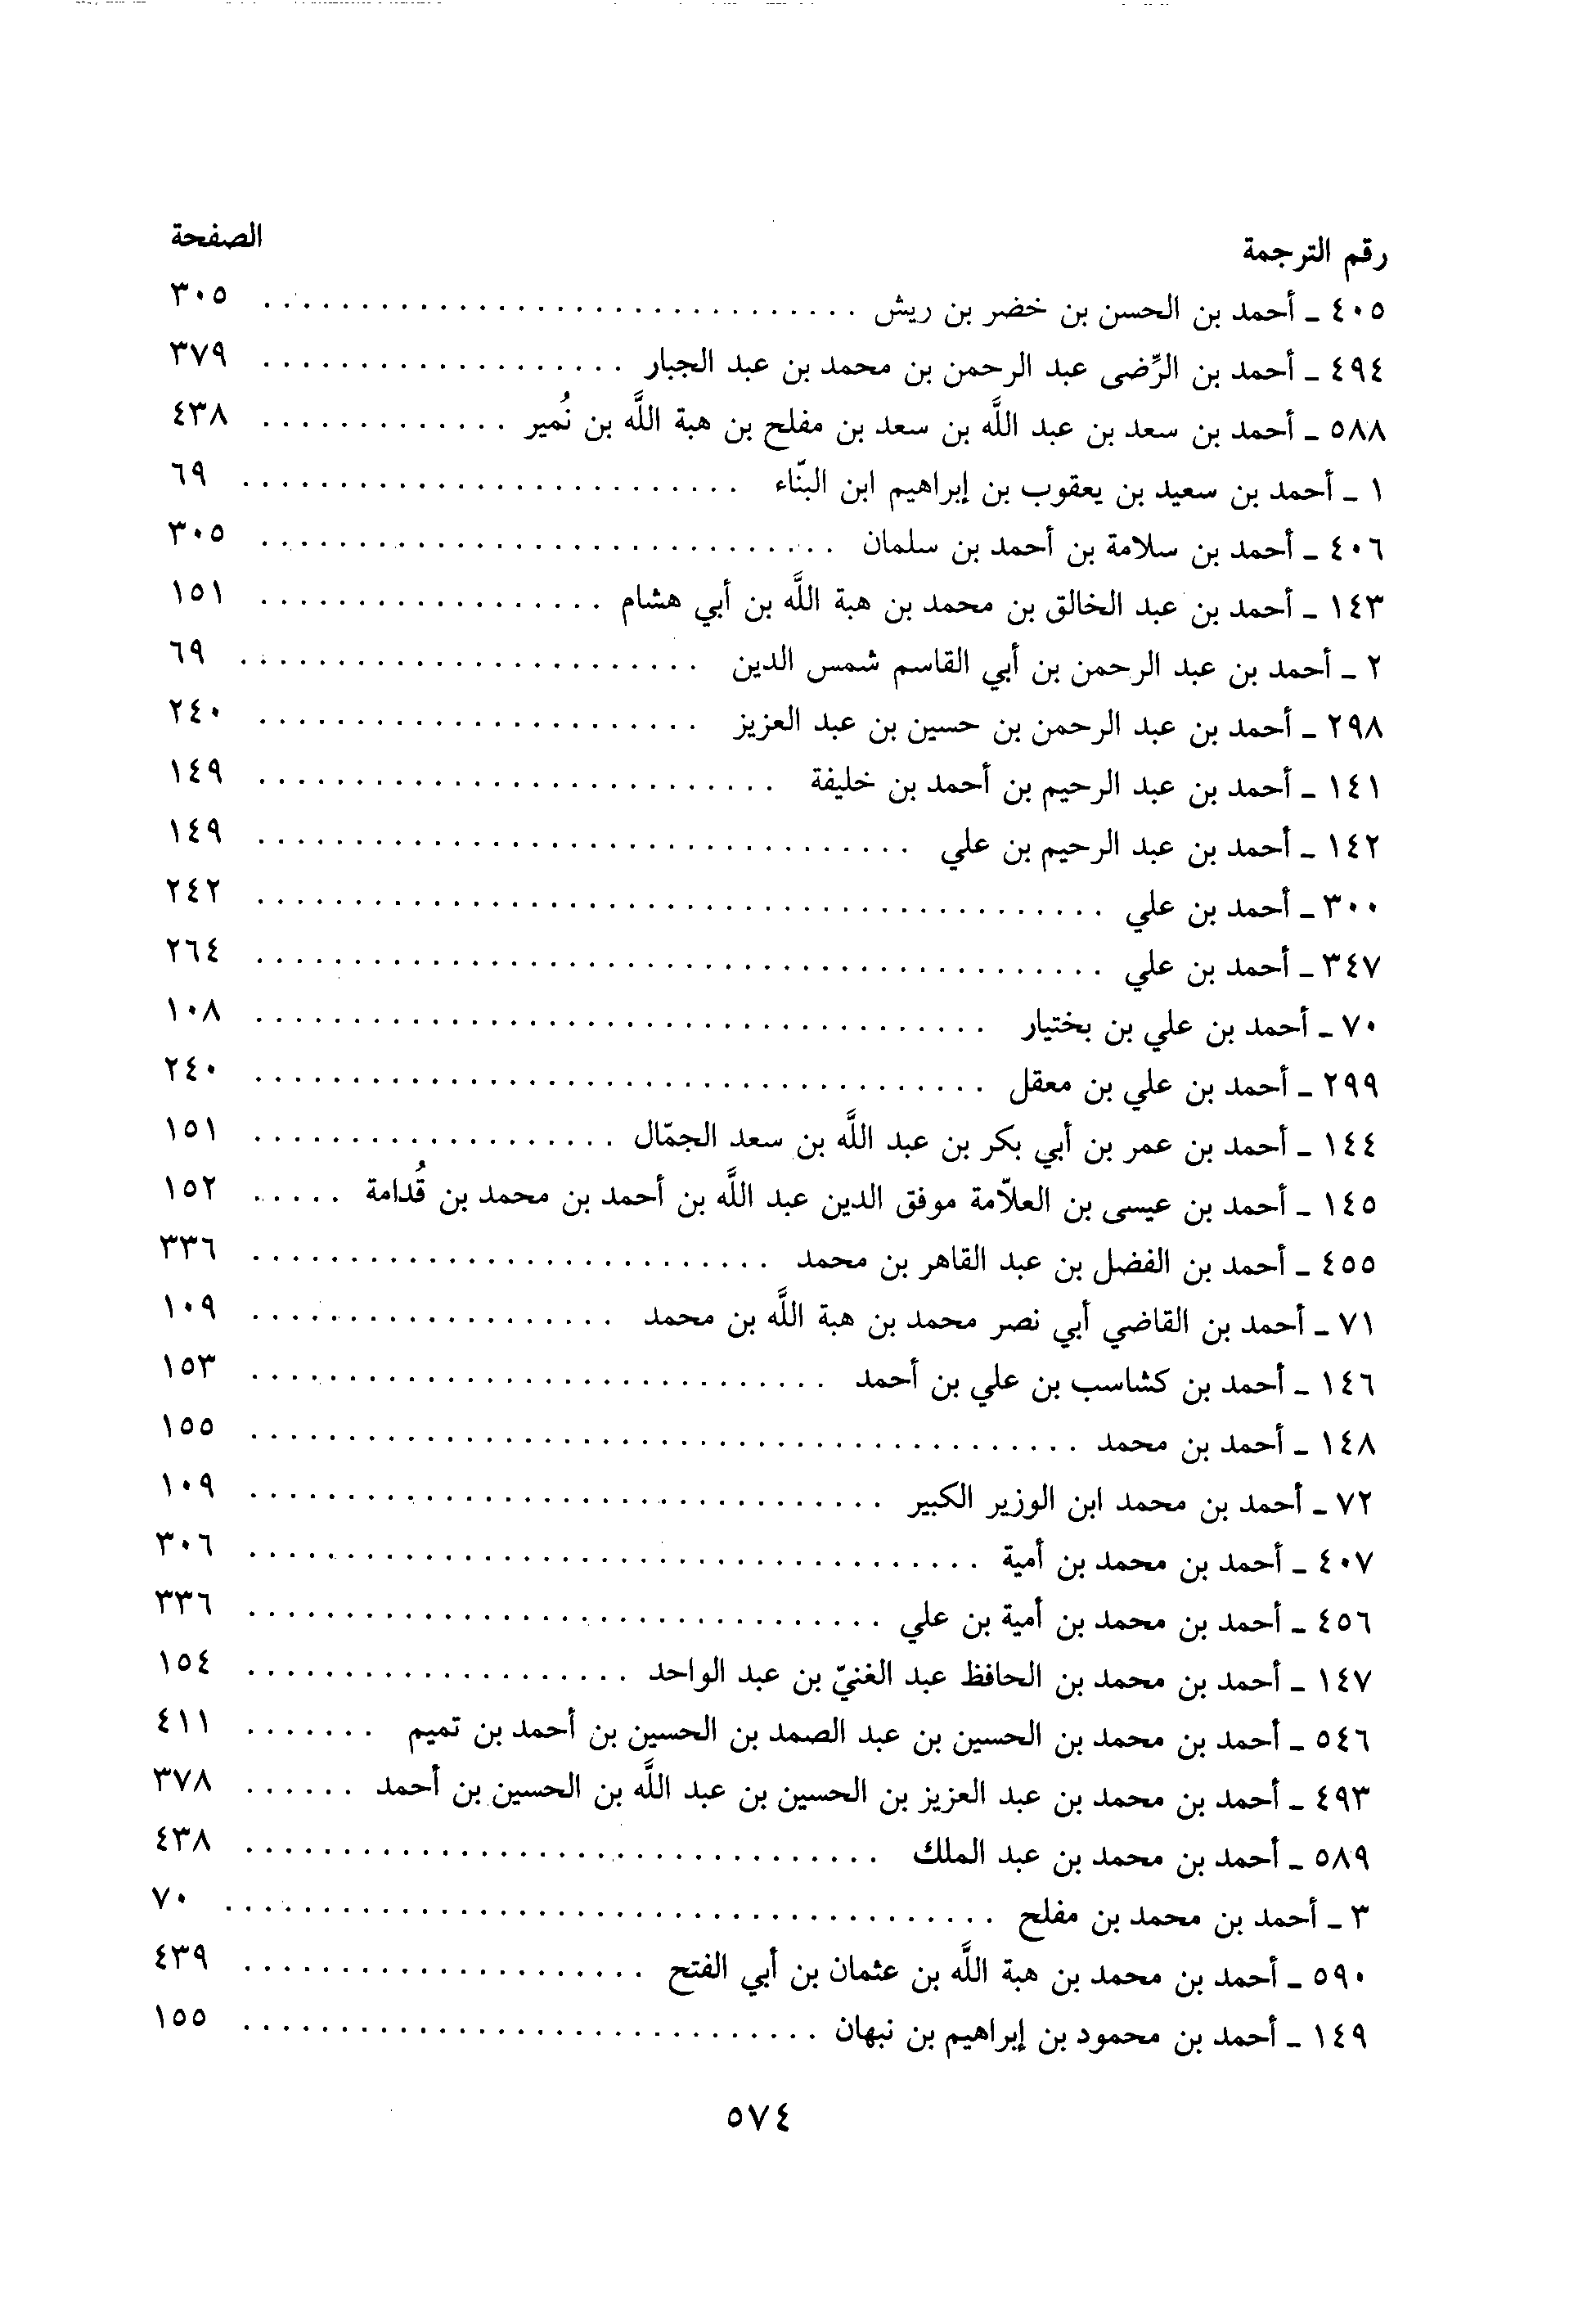 رقم الترجمة الصفحة
٤٠٥ ـ أحمد بن الحسن بن خضر بن ريش .............................. ٣٠٥
٤٩٤ ـ أحمد بن الرِّضى عبد الرحمن بن محمد بن عبد الجبار ................... ٣٧٩
٥٨٨ ـ أحمد بن سعد بن عبد اللَّه بن سعد بن مفلح بن هبة اللَّه بن نُمير ............. ٤٣٨
١ ـ أحمد بن سعيد بن يعقوب بن إبراهيم ابن البنّاء .......................... ٦٩
٤٠٦ ـ أحمد بن سلامة بن أحمد بن سلمان .............................. ٣٠٥
١٤٣ ـ أحمد بن عبد الخالق بن محمد بن هبة اللَّه بن أبي هشام .................. ١٥١
٢ ـ أحمد بن عبد الرحمن بن أبي القاسم شمس الدين ........................ ٦٩
٢٩٨ ـ أحمد بن عبد الرحمن بن حسين بن عبد العزيز ....................... ٢٤٠
١٤١ ـ أحمد بن عبد الرحيم بن أحمد بن خليفة ........................... ١٤٩
١٤٢ ـ أحمد بن عبد الرحيم بن علي .................................. ١٤٩
٣٠٠ ـ أحمد بن علي ............................................ ٢٤٢
٣٤٧ ـ أحمد بن علي ............................................ ٢٦٤
٧٠ ـ أحمد بن علي بن بختيار ...................................... ١٠٨
٢٩٩ ـ أحمد بن علي بن معقل ...................................... ٢٤٠
١٤٤ ـ أحمد بن عمر بن أبي بكر بن عبد اللَّه بن سعد الجمّال ................... ١٥١
١٤٥ ـ أحمد بن عيسى بن العلاّمة موفق الدين عبد اللَّه بن أحمد بن محمد بن قُدامة ..... ١٥٢
٤٥٥ ـ أحمد بن الفضل بن عبد القاهر بن محمد ........................... ٣٣٦
٧١ ـ أحمد بن القاضي أبي نصر محمد بن هبة اللَّه بن محمد ................... ١٠٩
١٤٦ ـ أحمد بن كشاسب بن علي بن أحمد .............................. ١٥٣
١٤٨ ـ أحمد بن محمد ........................................... ١٥٥
٧٢ ـ أحمد بن محمد ابن الوزير الكبير ................................. ١٠٩
٤٠٧ ـ أحمد بن محمد بن أمية ...................................... ٣٠٦
٤٥٦ ـ أحمد بن محمد بن أمية بن علي ................................. ٣٣٦
١٤٧ ـ أحمد بن محمد بن الحافظ عبد الغنيّ بن عبد الواحد .................... ١٥٤
٥٤٦ ـ أحمد بن محمد بن الحسين بن عبد الصمد بن الحسين بن أحمد بن تميم ....... ٤١١
٤٩٣ ـ أحمد بن محمد بن عبد العزيز بن الحسين بن عبد اللَّه بن الحسين بن أحمد ...... ٣٧٨
٥٨٩ ـ أحمد بن محمد بن عبد الملك ................................. ٤٣٨
٣ ـ أحمد بن محمد بن مفلح ........................................ ٧٠
٥٩٠ ـ أحمد بن محمد بن هبة اللَّه بن عثمان بن أبي الفتح ..................... ٤٣٩
١٤٩ ـ أحمد بن محمود بن إبراهيم بن نبهان .............................. ١٥٥
٥٧٤